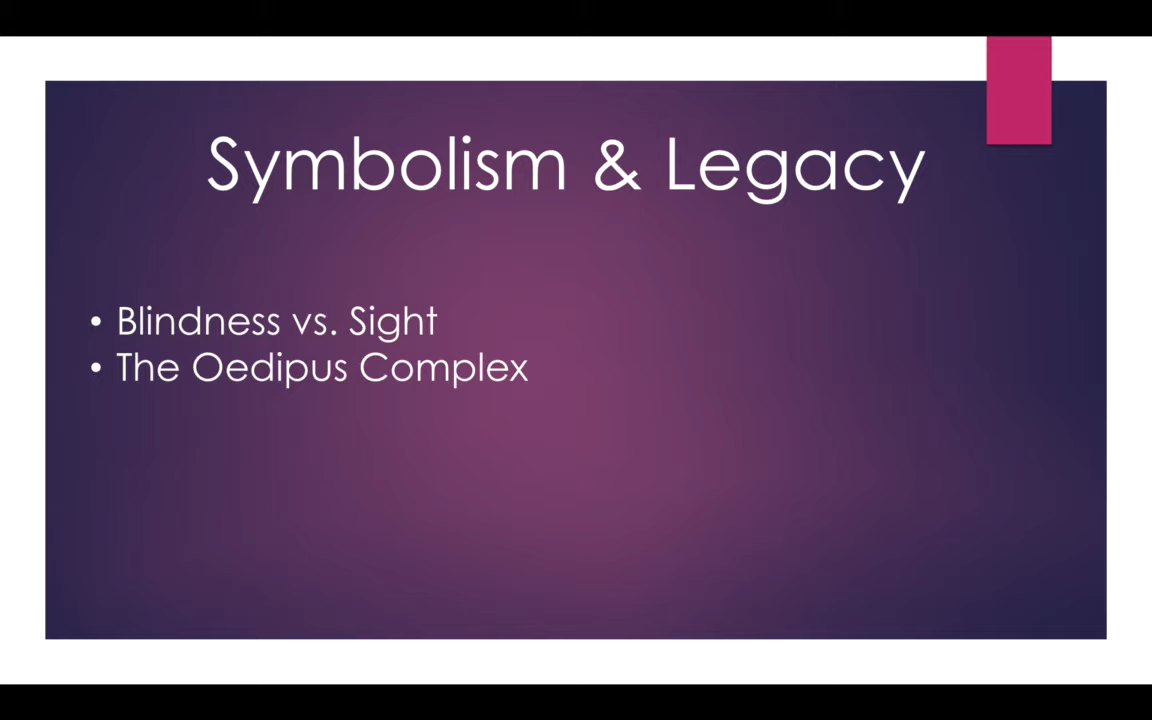 Symbolism & Legacy
• Blindness vs. Sight
• The Oedipus Complex